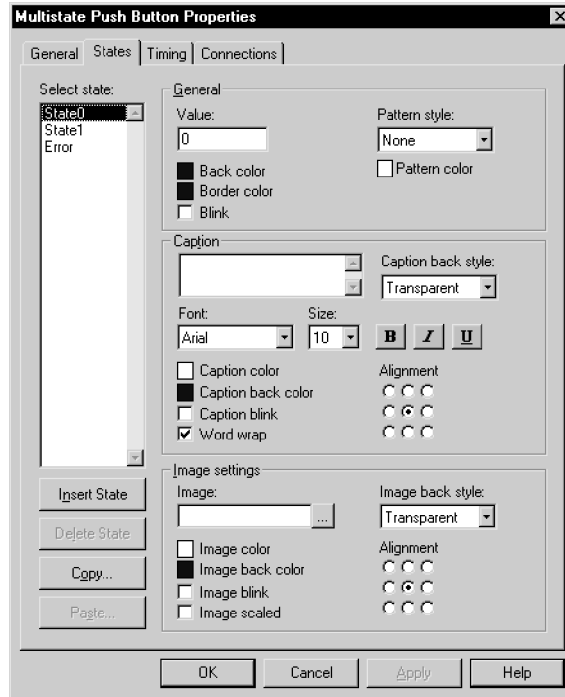 Multistate Push Button Properties
General States Timing Connections
Select state:
State0
State1
Error
Insert State
Delete State
Copy...
Paste...
General
Value:
0
Pattern style:
None
Back color
Border color
Blink
Pattern color
Caption
Caption back style:
Transparent
Font:
Arial
Size:
10
B I U
Caption color
Caption back color
Caption blink
Word wrap
Alignment
Image settings
Image:
...
Image back style:
Transparent
Image color
Image back color
Image blink
Image scaled
Alignment
OK Cancel Apply Help